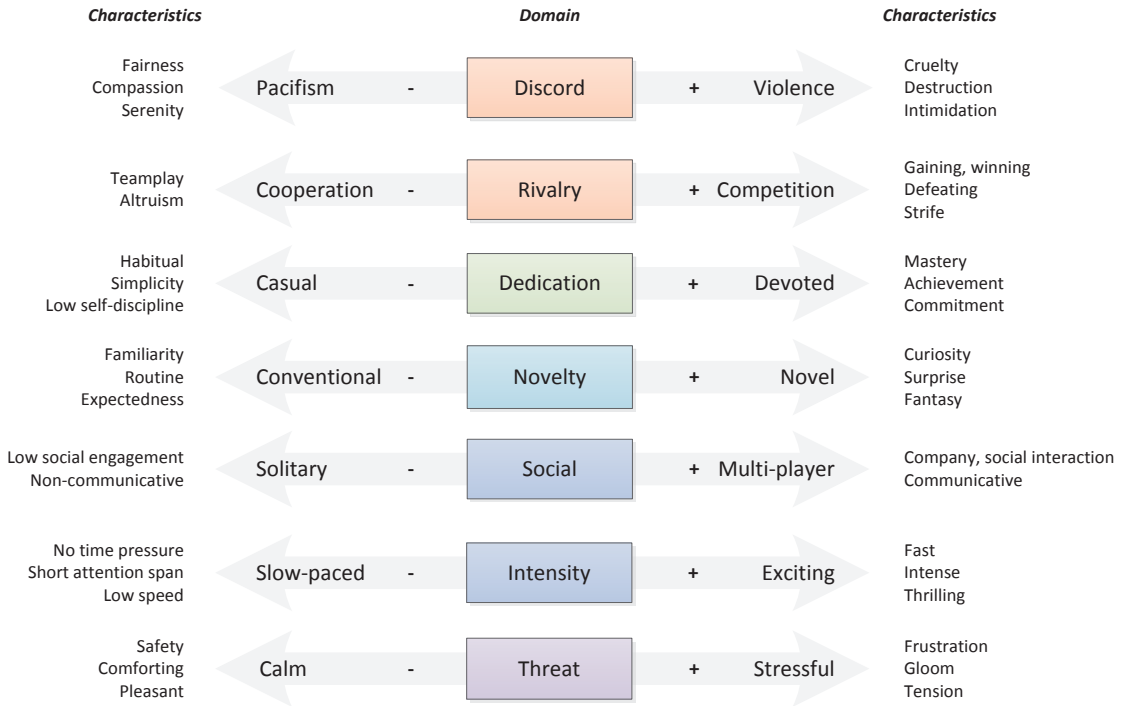 Characteristics
Domain
Characteristics
Fairness
Compassion
Serenity
Pacifism
-
Discord
+
Violence
Cruelty
Destruction
Intimidation
Teamplay
Altruism
Cooperation
-
Rivalry
+
Competition
Gaining, winning
Defeating
Strife
Habitual
Simplicity
Low self-discipline
Casual
-
Dedication
+
Devoted
Mastery
Achievement
Commitment
Familiarity
Routine
Expectedness
Conventional
-
Novelty
+
Novel
Curiosity
Surprise
Fantasy
Low social engagement
Non-communicative
Solitary
-
Social
+
Multi-player
Company, social interaction
Communicative
No time pressure
Short attention span
Low speed
Slow-paced
-
Intensity
+
Exciting
Fast
Intense
Thrilling
Safety
Comforting
Pleasant
Calm
-
Threat
+
Stressful
Frustration
Gloom
Tension